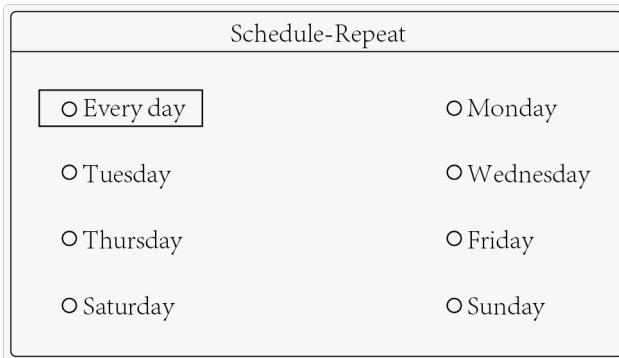 Schedule-Repeat
Every day
Monday
Tuesday
Wednesday
Thursday
Friday
Saturday
Sunday